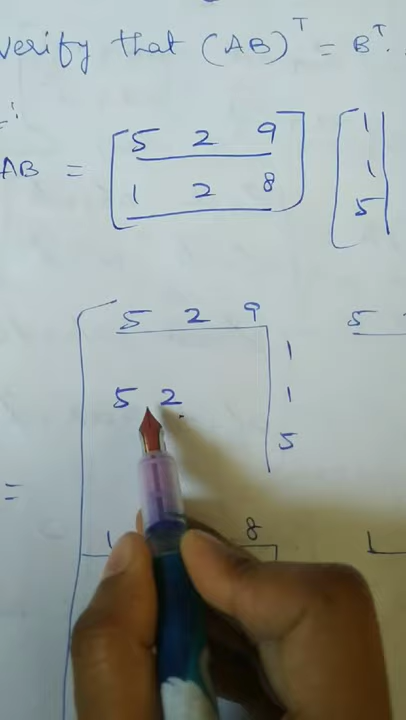 verify that (AB)ᵀ = Bᵀ.
AB = [5 2 9 1
1 2 8 1
5
5 2 9 5
1
5 2 1
5
=
1 8